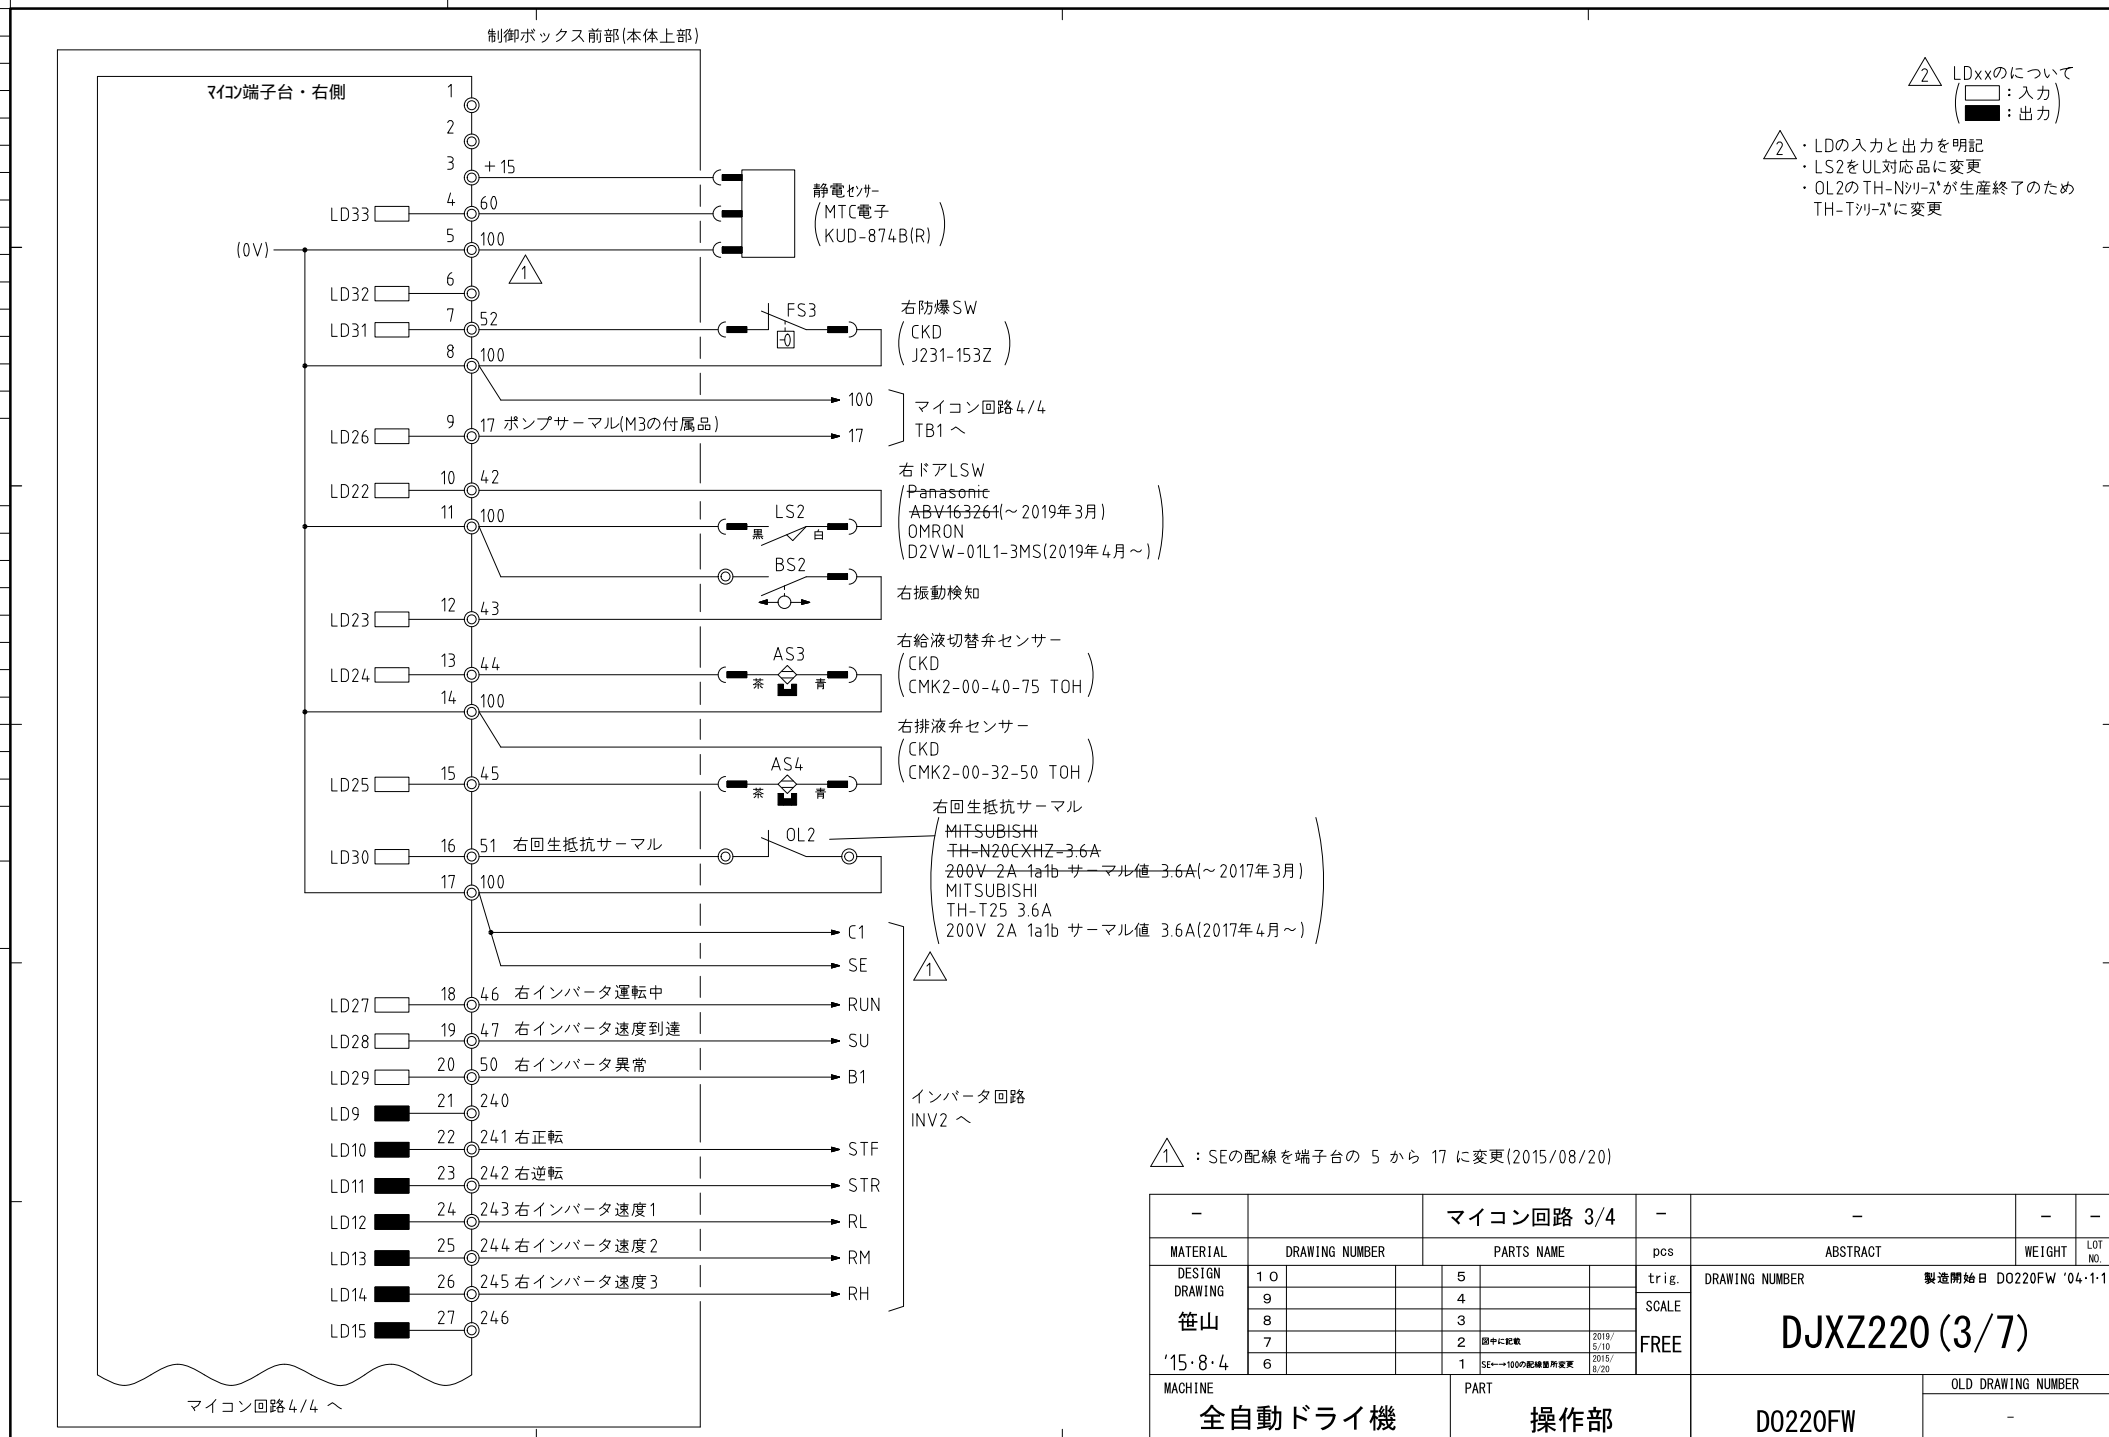 制御ボックス前部(本体上部)
マイコン端子台・右側
1
2
3 +15
LD33 4 60
(0V) 5 100
1
静電センサー
MTC電子
KUD-874B(R)
LD32 6
LD31 7 52 FS3
8 100
右防爆SW
CKD
J231-153Z
100
LD26 9 17 ポンプサーマル(M3の付属品) 17
マイコン回路4/4
TB1 へ
LD22 10 42
11 100 LS2
黒 白
右ドアLSW
Panasonic
ABV163261(~2019年3月)
OMRON
D2VW-01L1-3MS(2019年4月~)
BS2
右振動検知
LD23 12 43
LD24 13 44 AS3
茶 青
14 100
右給液切替弁センサー
CKD
CMK2-00-40-75 TOH
右排液弁センサー
CKD
CMK2-00-32-50 TOH
LD25 15 45 AS4
茶 青
LD30 16 51 右回生抵抗サーマル OL2
17 100
右回生抵抗サーマル
MITSUBISHI
TH-N20CXHZ-3.6A
200V 2A 1a1b サーマル値 3.6A(~2017年3月)
MITSUBISHI
TH-T25 3.6A
200V 2A 1a1b サーマル値 3.6A(2017年4月~)
C1
SE
1
LD27 18 46 右インバータ運転中 RUN
LD28 19 47 右インバータ速度到達 SU
LD29 20 50 右インバータ異常 B1
LD9 21 240
LD10 22 241 右正転 STF
LD11 23 242 右逆転 STR
LD12 24 243 右インバータ速度1 RL
LD13 25 244 右インバータ速度2 RM
LD14 26 245 右インバータ速度3 RH
LD15 27 246
インバータ回路
INV2 へ
マイコン回路4/4 へ
2 LDxxのについて
:入力
:出力
2 ・LDの入力と出力を明記
・LS2をUL対応品に変更
・OL2のTH-Nシリーズが生産終了のため
TH-Tシリーズに変更
1 :SEの配線を端子台の 5 から 17 に変更(2015/08/20)
- マイコン回路 3/4 - - - -
MATERIAL DRAWING NUMBER PARTS NAME pcs ABSTRACT WEIGHT LOT NO.
DESIGN DRAWING
笹山
'15・8・4
10 5
9 4
8 3
7 2 図中に記載 2019/5/10
6 1 SE←→100の配線箇所変更 2015/8/20
trig.
SCALE
FREE
DRAWING NUMBER 製造開始日 DO220FW '04・1・1
DJXZ220(3/7)
MACHINE
全自動ドライ機
PART
操作部
DO220FW
OLD DRAWING NUMBER
-